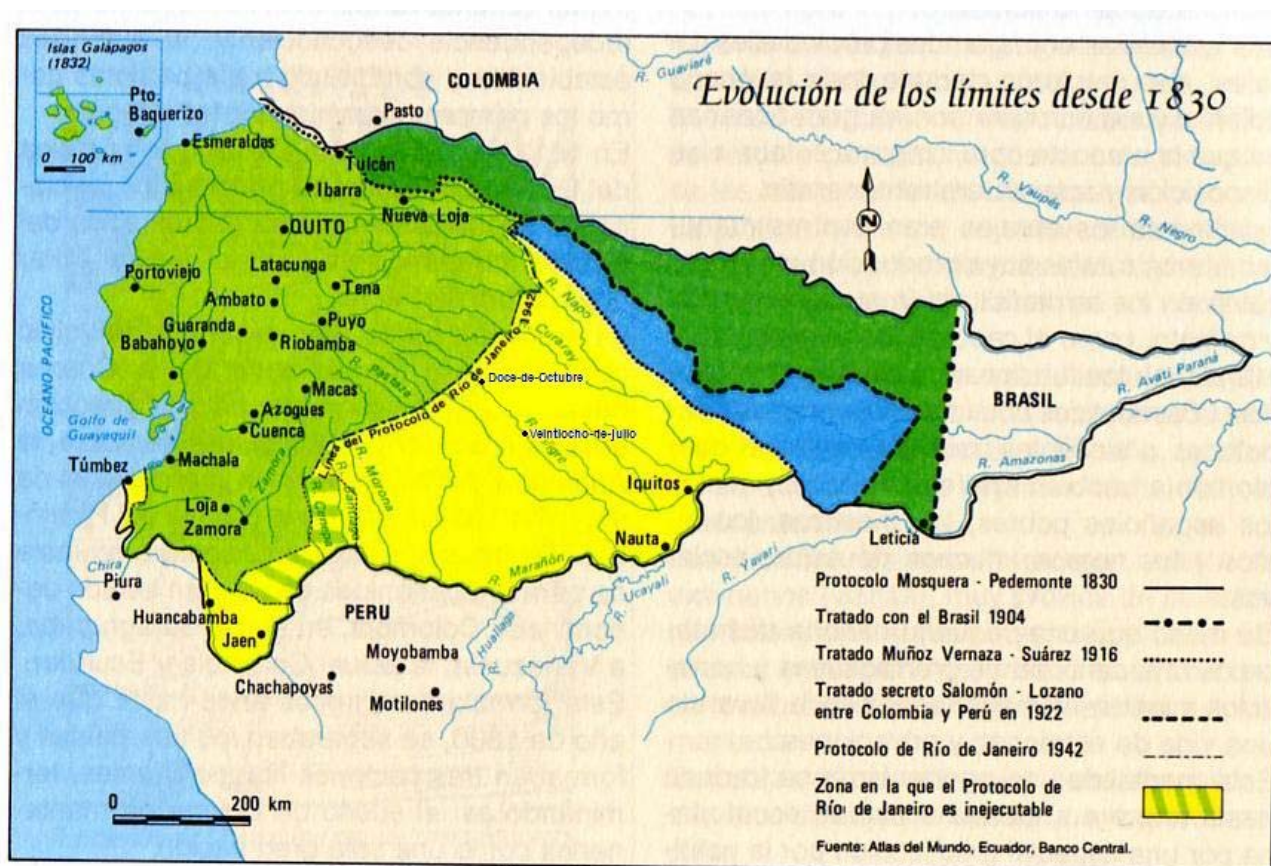 Islas Galápagos
(1832)
Pto.
Baquerizo
0 100 km
Evolución de los límites desde 1830
COLOMBIA
R. Guaviará
Pasto
Esmeraldas
Tulcán
Ibarra
Nueva Loja
R. Vaupés
R. Negro
N
QUITO
Latacunga
Portoviejo
Tena
Ambato
Puyo
Guaranda
Babahoyo
Riobamba
OCEANO PACIFICO
R. Napo
Curaray
Línea del Protocolo de Río de Janeiro 1942
R. Pastaza
Doce-de-Octubre
Macas
Azogues
Golfo de
Guayaquil
Cuenca
Veintiocho-de-julio
R. Tigre
R. Morona
R. Santiago
R. Cenepa
BRASIL
R. Avati Paraná
R. Amazonas
Machala
Túmbez
R. Zamora
Loja
Zamora
Iquitos
Nauta
Leticia
R. Yavarí
R. Marañón
R. Ucayali
R. Huallaga
Chira
Piura
Huancabamba
PERU
Jaen
Moyobamba
Chachapoyas
Motilones
0 200 km
Protocolo Mosquera - Pedemonte 1830
Tratado con el Brasil 1904
Tratado Muñoz Vernaza - Suárez 1916
Tratado secreto Salomón - Lozano
entre Colombia y Perú en 1922
Protocolo de Río de Janeiro 1942
Zona en la que el Protocolo de
Río de Janeiro es inejecutable
Fuente: Atlas del Mundo, Ecuador, Banco Central.